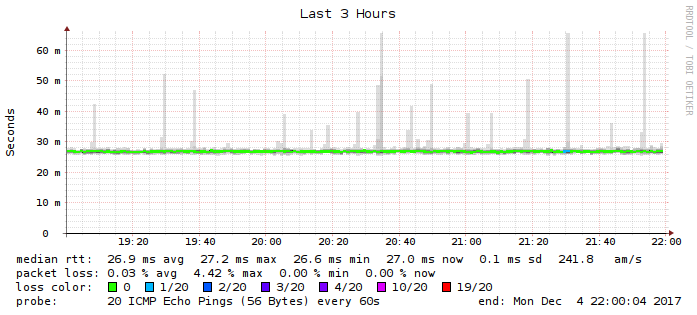 Last 3 Hours
RRDTOOL / TOBI OETIKER
Seconds
60 m
50 m
40 m
30 m
20 m
10 m
0
19:20 19:40 20:00 20:20 20:40 21:00 21:20 21:40 22:00
median rtt: 26.9 ms avg 27.2 ms max 26.6 ms min 27.0 ms now 0.1 ms sd 241.8 am/s
packet loss: 0.03 % avg 4.42 % max 0.00 % min 0.00 % now
loss color: 0 1/20 2/20 3/20 4/20 10/20 19/20
probe: 20 ICMP Echo Pings (56 Bytes) every 60s end: Mon Dec 4 22:00:04 2017